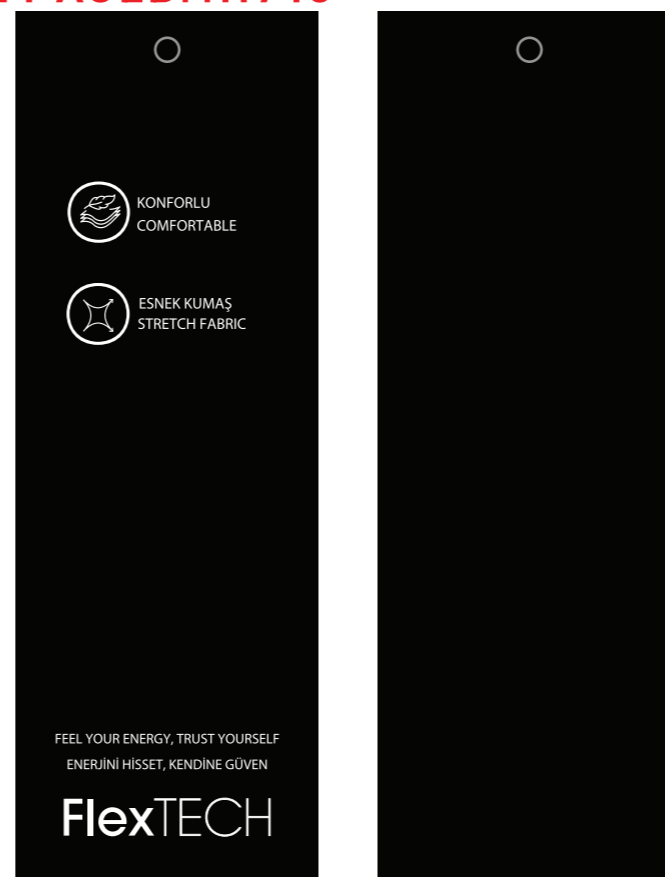 KONFORLU
COMFORTABLE
ESNEK KUMAŞ
STRETCH FABRIC
FEEL YOUR ENERGY, TRUST YOURSELF
ENERJİNİ HİSSET, KENDİNE GÜVEN
FlexTECH